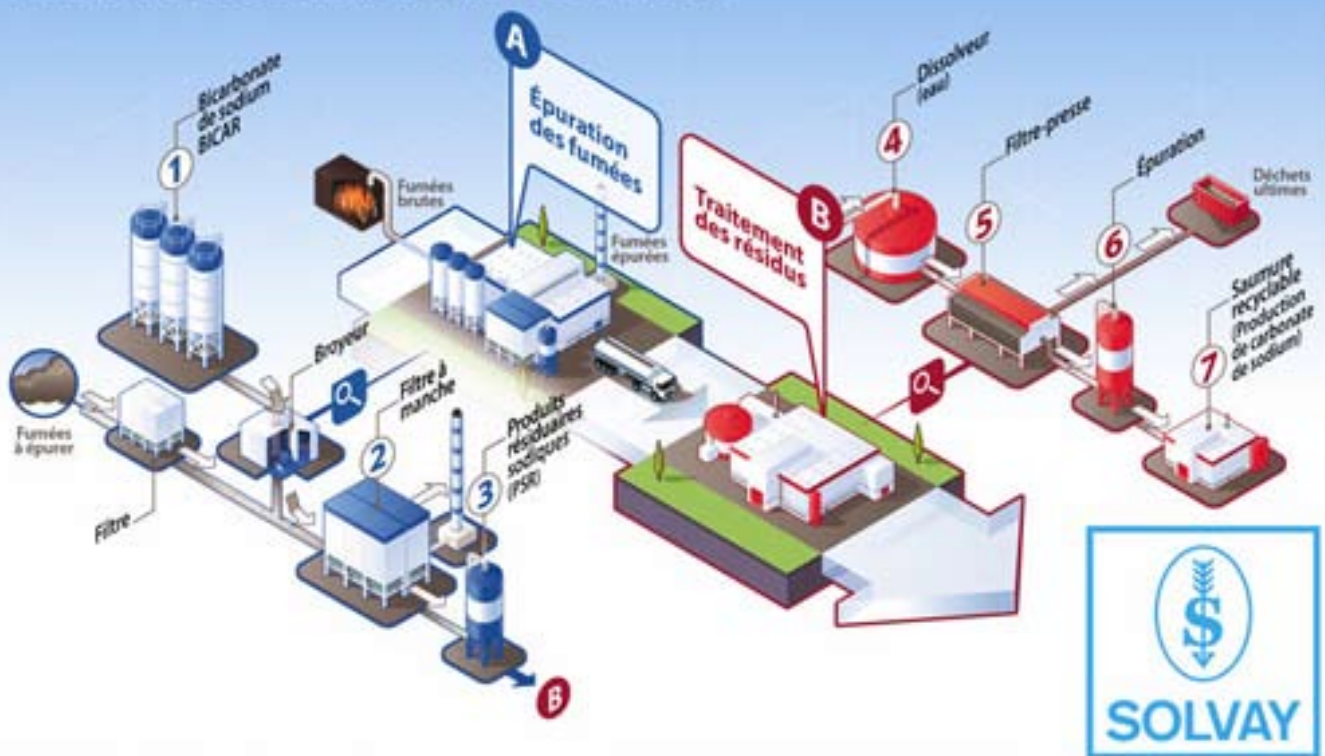 A
Épuration
des fumées
1
Bicarbonate
de sodium
BICAR
Fumées
brutes
Fumées
épurées
Broyeur
Fumées
à épurer
Filtre
2
Filtre à
manche
3
Produits
résiduaires
sodiques
(PSR)
B
B
Traitement
des résidus
4
Dissolveur
(eau)
5
Filtre-presse
6
Épuration
Déchets
ultimes
7
Saumure
recyclable
(Production
de carbonate
de sodium)
S
SOLVAY